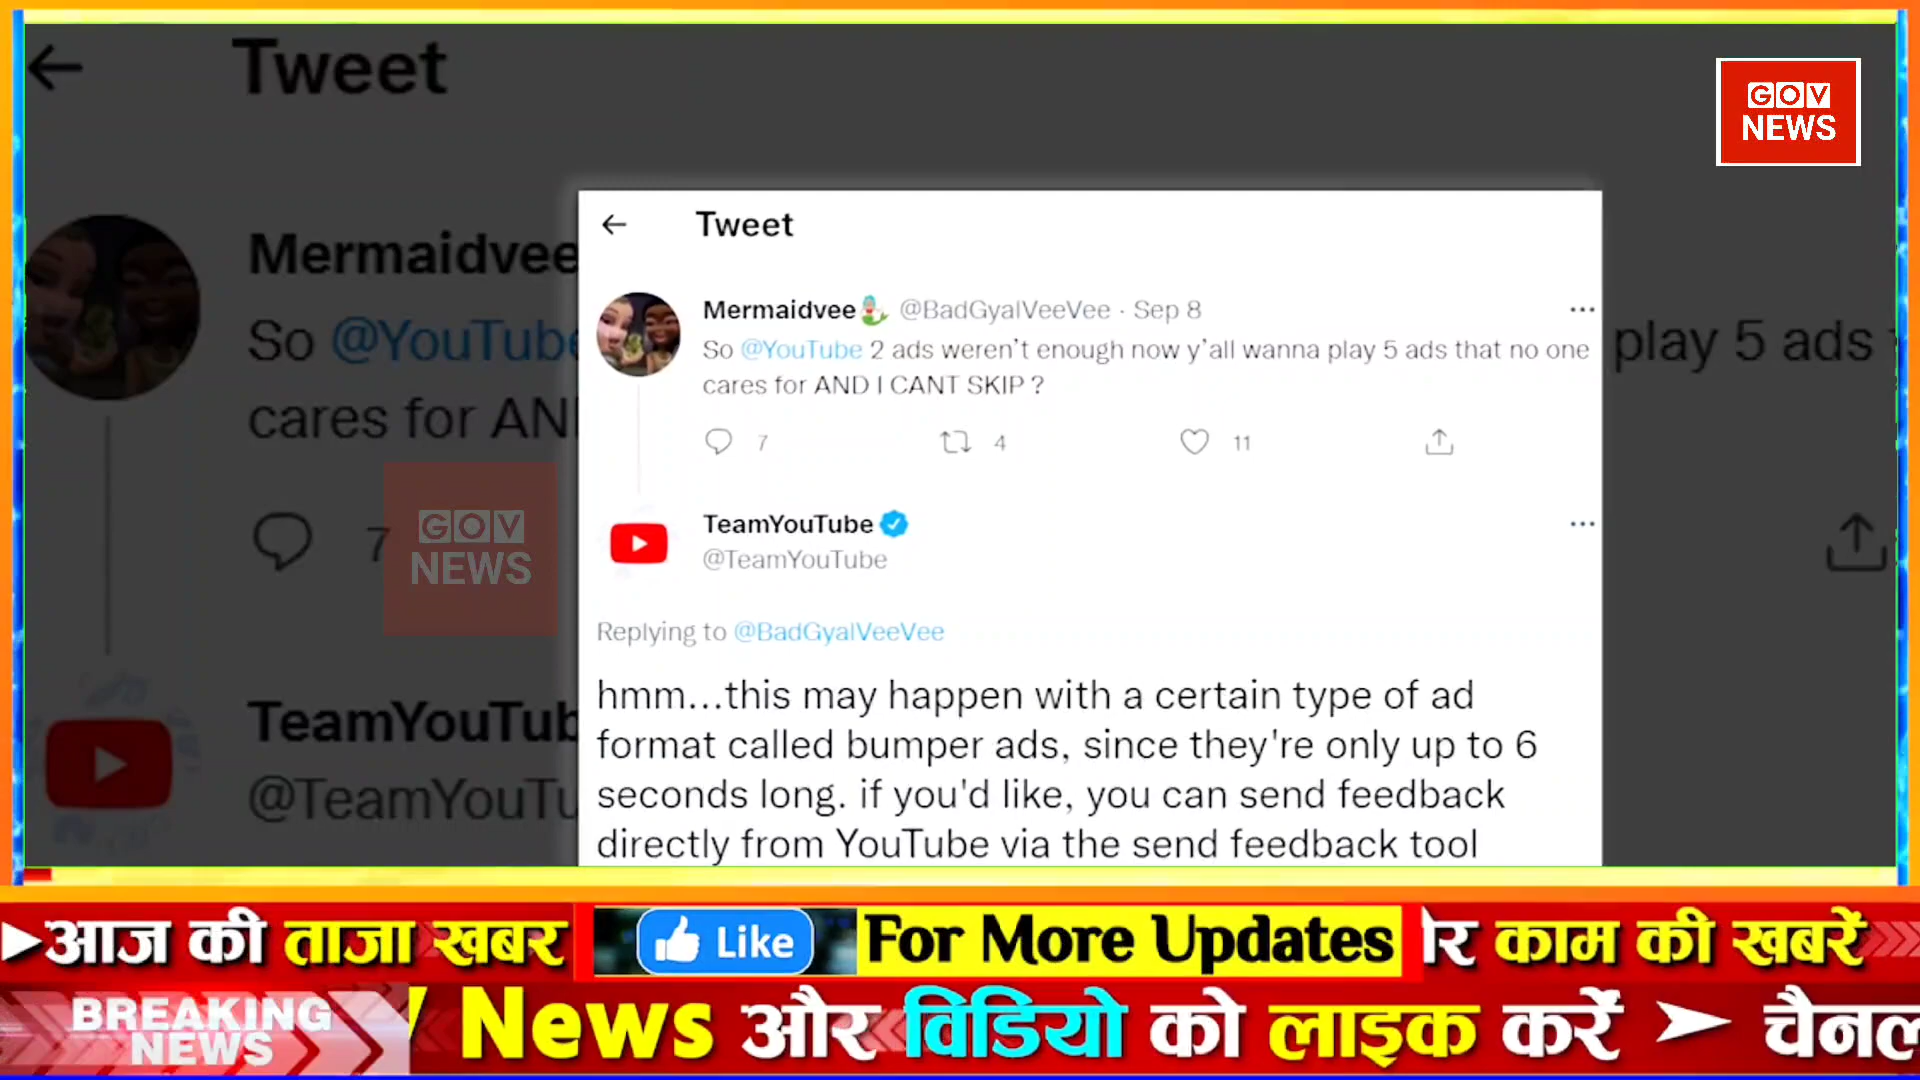 Tweet
GOV
NEWS
Tweet
Mermaidvee
Mermaidvee @BadGyalVeeVee · Sep 8
So @YouTube
So @YouTube 2 ads weren't enough now y'all wanna play 5 ads that no one
play 5 ads
cares for AND I CANT SKIP ?
cares for AN
7 4 11
7
GOV
NEWS
TeamYouTube
@TeamYouTube
Replying to @BadGyalVeeVee
hmm...this may happen with a certain type of ad
format called bumper ads, since they're only up to 6
seconds long. if you'd like, you can send feedback
directly from YouTube via the send feedback tool
TeamYouTub
@TeamYouTu
आज की ताजा खबर
Like
For More Updates
काम की खबरें
BREAKING
NEWS
News और विडियो को लाइक करें ➤ चैनल